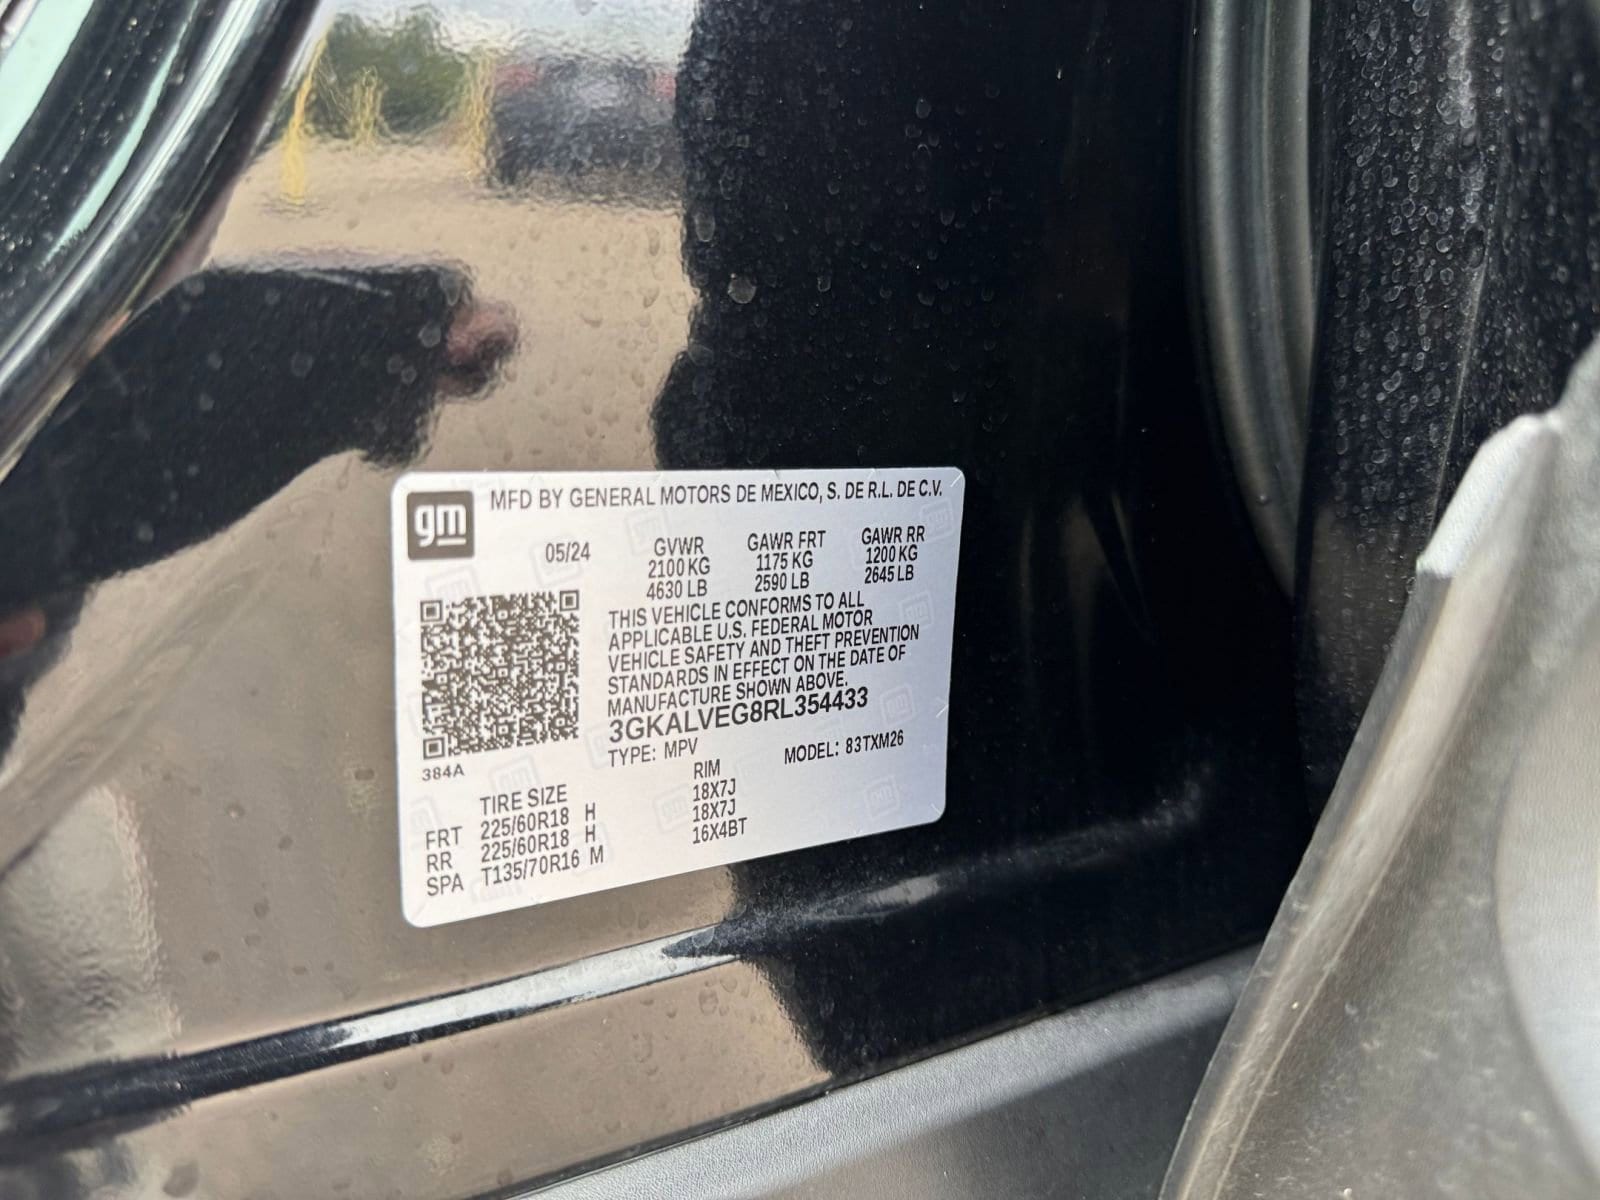 gm
MFD BY GENERAL MOTORS DE MEXICO, S. DE R.L. DE C.V.
05/24
GVWR GAWR FRT GAWR RR
2100 KG 1175 KG 1200 KG
4630 LB 2590 LB 2645 LB
THIS VEHICLE CONFORMS TO ALL
APPLICABLE U.S. FEDERAL MOTOR
VEHICLE SAFETY AND THEFT PREVENTION
STANDARDS IN EFFECT ON THE DATE OF
MANUFACTURE SHOWN ABOVE.
3GKALVEG8RL354433
TYPE: MPV MODEL: 83TXM26
384A
TIRE SIZE RIM
FRT 225/60R18 H 18X7J
RR 225/60R18 H 18X7J
SPA T135/70R16 M 16X4BT